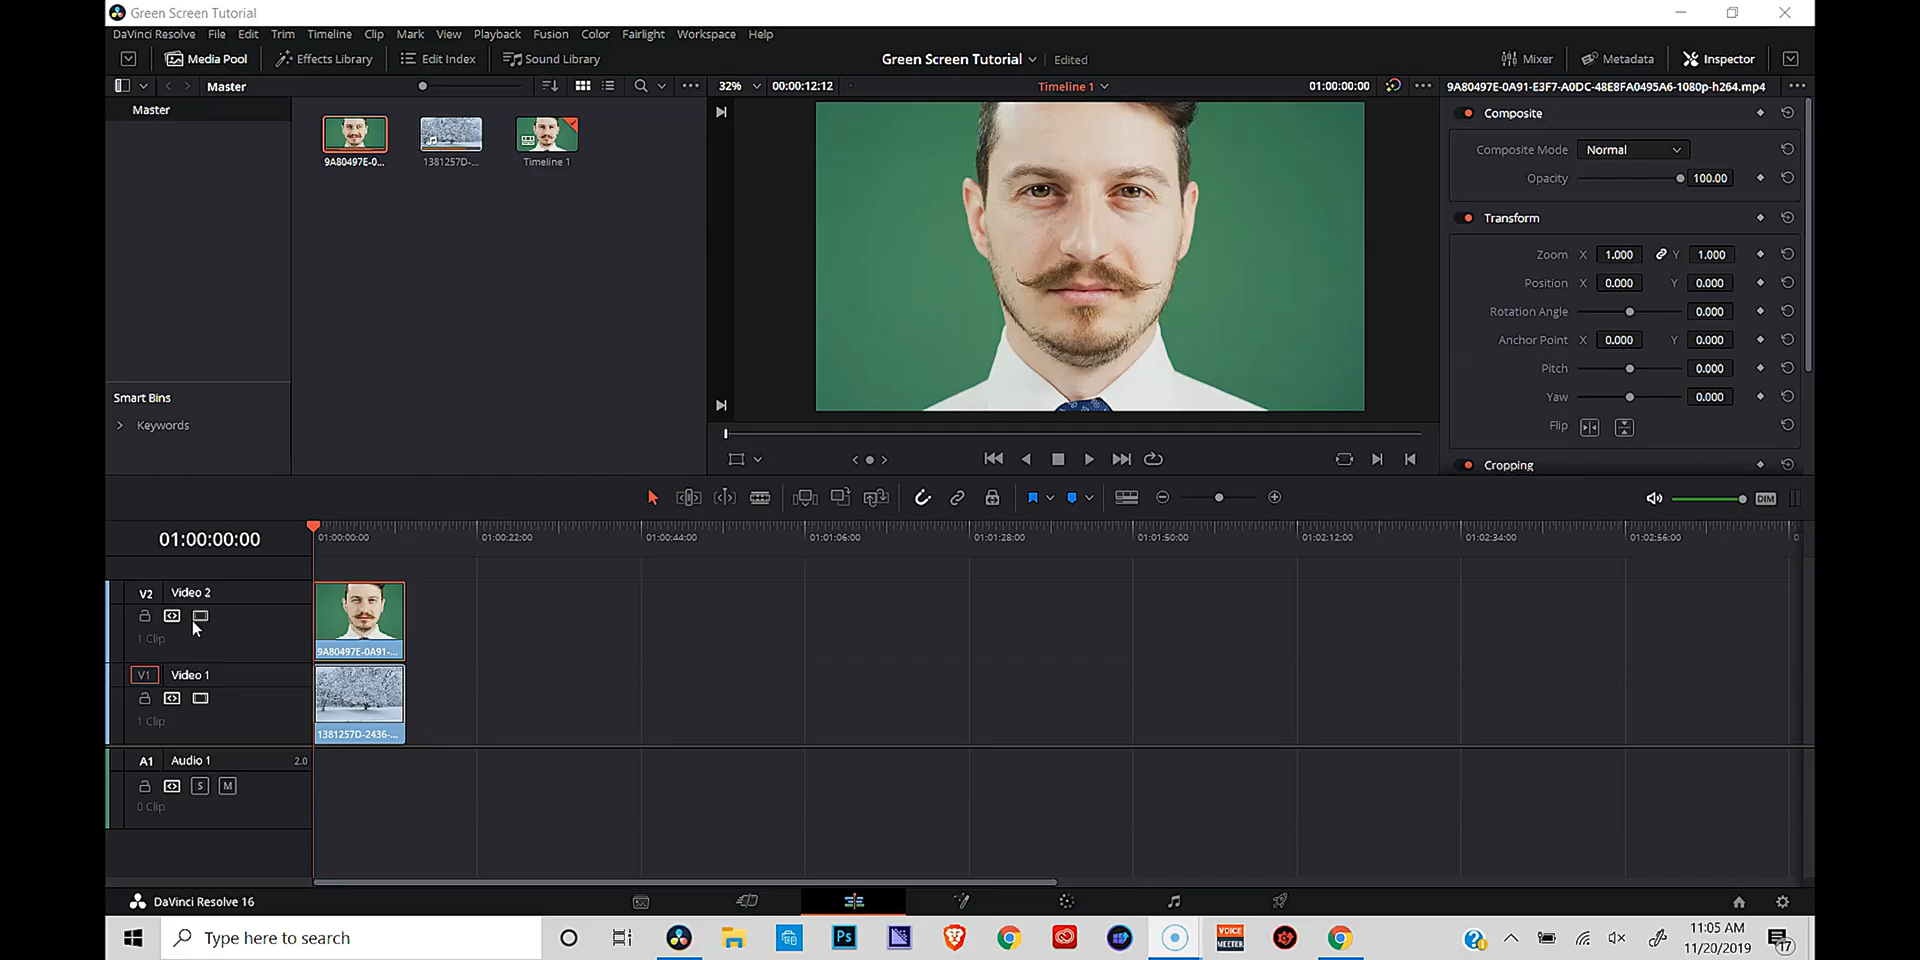 Green Screen Tutorial
DaVinci Resolve File Edit Trim Timeline Clip Mark View Playback Fusion Color Fairlight Workspace Help
Media Pool Effects Library Edit Index Sound Library Green Screen Tutorial Edited Mixer Metadata Inspector
Master 32% 00:00:12:12 Timeline 1 01:00:00:00 9A80497E-0A91-E3F7-A0DC-48E8FA0495A6-1080p-h264.mp4
Master
9A80497E-0... 1381257D-... Timeline 1
Composite
Composite Mode Normal
Opacity 100.00
Transform
Zoom X 1.000 Y 1.000
Position X 0.000 Y 0.000
Rotation Angle 0.000
Anchor Point X 0.000 Y 0.000
Pitch 0.000
Yaw 0.000
Flip
Cropping
Smart Bins
Keywords
DIM
01:00:00:00
01:00:00:00 01:00:22:00 01:00:44:00 01:01:06:00 01:01:28:00 01:01:50:00 01:02:12:00 01:02:34:00 01:02:56:00
V2 Video 2
1 Clip
9A80497E-0A91-...
V1 Video 1
1 Clip
1381257D-2436-...
A1 Audio 1 2.0
S M
0 Clip
DaVinci Resolve 16
Type here to search
Ps
VOICE
MEETER
11:05 AM
11/20/2019
17